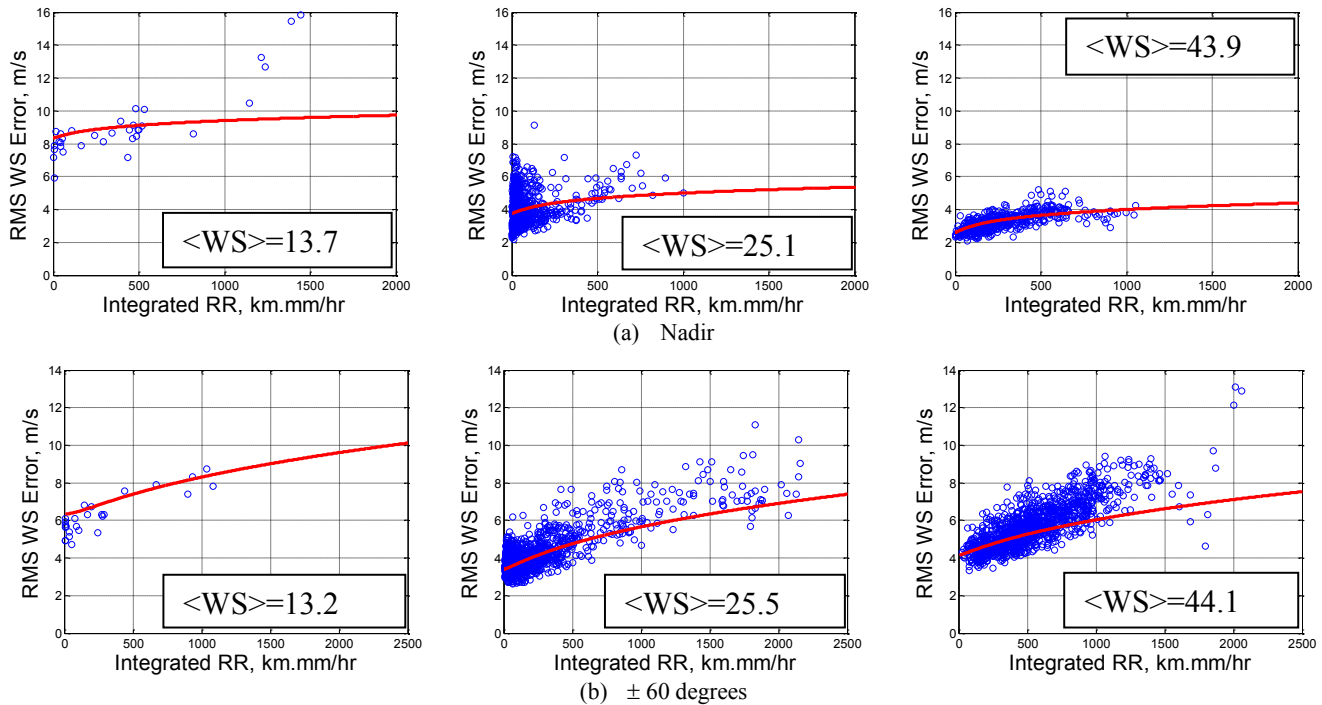 RMS WS Error, m/s
16
14
12
10
8
6
4
2
0
0 500 1000 1500 2000
Integrated RR, km.mm/hr
<WS>=13.7
RMS WS Error, m/s
16
14
12
10
8
6
4
2
0
0 500 1000 1500 2000
Integrated RR, km.mm/hr
<WS>=25.1
RMS WS Error, m/s
16
14
12
10
8
6
4
2
0
0 500 1000 1500 2000
Integrated RR, km.mm/hr
<WS>=43.9
(a) Nadir
RMS WS Error, m/s
14
12
10
8
6
4
2
0
0 500 1000 1500 2000 2500
Integrated RR, km.mm/hr
<WS>=13.2
RMS WS Error, m/s
14
12
10
8
6
4
2
0
0 500 1000 1500 2000 2500
Integrated RR, km.mm/hr
<WS>=25.5
RMS WS Error, m/s
14
12
10
8
6
4
2
0
0 500 1000 1500 2000 2500
Integrated RR, km.mm/hr
<WS>=44.1
(b) ± 60 degrees